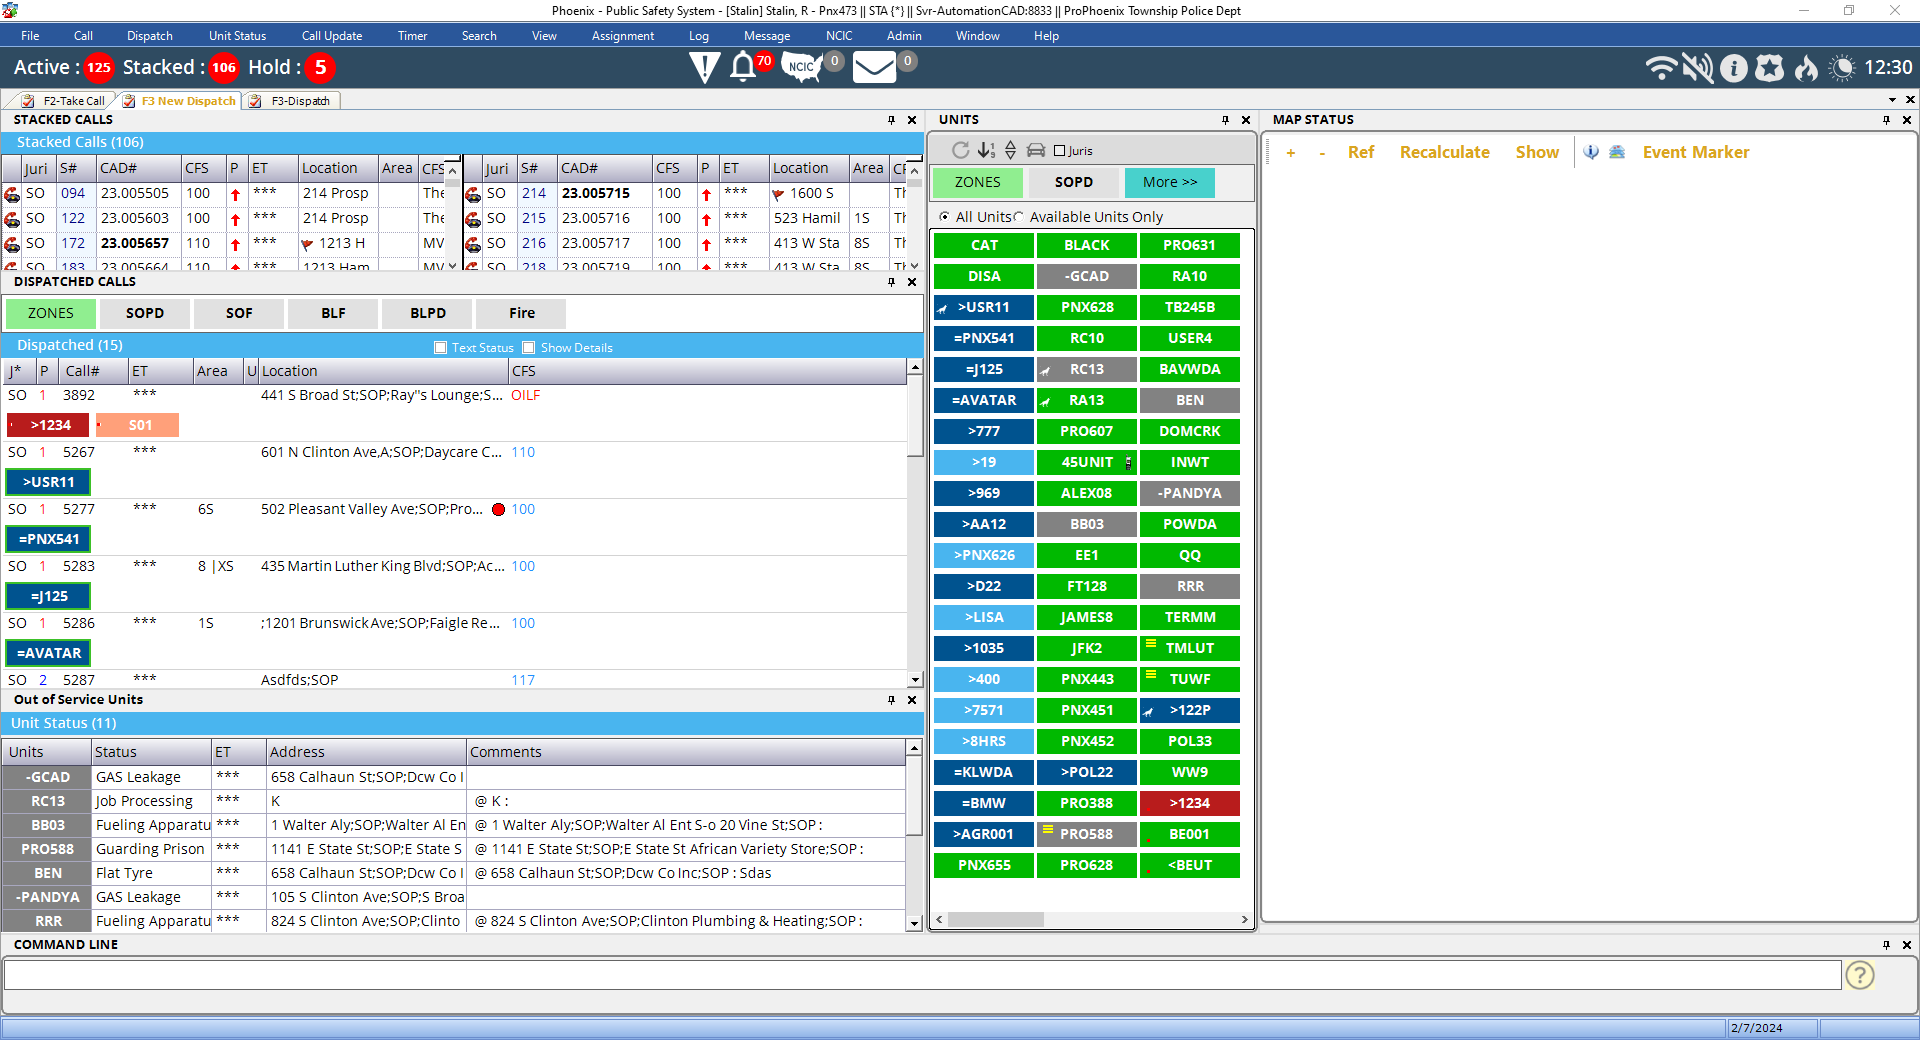 Phoenix - Public Safety System - [Stalin] Stalin, R - Pnx473 || STA {*} || Svr-AutomationCAD:8833 || ProPhoenix Township Police Dept
File Call Dispatch Unit Status Call Update Timer Search View Assignment Log Message NCIC Admin Window Help
Active : 125 Stacked : 106 Hold : 5 70 NCIC 0 0 12:30
F2-Take Call F3 New Dispatch F3-Dispatch
STACKED CALLS
Stacked Calls (106)
Juri S# CAD# CFS P ET Location Area CFS
SO 094 23.005505 100 *** 214 Prosp The
SO 122 23.005603 100 *** 214 Prosp The
SO 172 23.005657 110 *** 1213 H MV
SO 183 23.005664 110 *** 1213 Ham MV
Juri S# CAD# CFS P ET Location Area CF
SO 214 23.005715 100 *** 1600 S Th
SO 215 23.005716 100 *** 523 Hamil 1S Th
SO 216 23.005717 100 *** 413 W Sta 8S Th
SO 218 23.005719 100 *** 413 W Sta 8S Th
DISPATCHED CALLS
ZONES SOPD SOF BLF BLPD Fire
Dispatched (15) Text Status Show Details
J* P Call# ET Area U Location CFS
SO 1 3892 *** 441 S Broad St;SOP;Ray"s Lounge;S... OILF
>1234 S01
SO 1 5267 *** 601 N Clinton Ave,A;SOP;Daycare C... 110
>USR11
SO 1 5277 *** 6S 502 Pleasant Valley Ave;SOP;Pro... 100
=PNX541
SO 1 5283 *** 8 |XS 435 Martin Luther King Blvd;SOP;Ac... 100
=J125
SO 1 5286 *** 1S ;1201 Brunswick Ave;SOP;Faigle Re... 100
=AVATAR
SO 2 5287 *** Asdfds;SOP 117
Out of Service Units
Unit Status (11)
Units Status ET Address Comments
-GCAD GAS Leakage *** 658 Calhaun St;SOP;Dcw Co I
RC13 Job Processing *** K @ K :
BB03 Fueling Apparatu *** 1 Walter Aly;SOP;Walter Al En @ 1 Walter Aly;SOP;Walter Al Ent S-o 20 Vine St;SOP :
PRO588 Guarding Prison *** 1141 E State St;SOP;E State S @ 1141 E State St;SOP;E State St African Variety Store;SOP :
BEN Flat Tyre *** 658 Calhaun St;SOP;Dcw Co I @ 658 Calhaun St;SOP;Dcw Co Inc;SOP : Sdas
-PANDYA GAS Leakage *** 105 S Clinton Ave;SOP;S Broa
RRR Fueling Apparatu *** 824 S Clinton Ave;SOP;Clinto @ 824 S Clinton Ave;SOP;Clinton Plumbing & Heating;SOP :
UNITS
Juris
ZONES SOPD More >>
All Units Available Units Only
CAT BLACK PRO631
DISA -GCAD RA10
>USR11 PNX628 TB245B
=PNX541 RC10 USER4
=J125 RC13 BAVWDA
=AVATAR RA13 BEN
>777 PRO607 DOMCRK
>19 45UNIT INWT
>969 ALEX08 -PANDYA
>AA12 BB03 POWDA
>PNX626 EE1 QQ
>D22 FT128 RRR
>LISA JAMES8 TERMM
>1035 JFK2 TMLUT
>400 PNX443 TUWF
>7571 PNX451 >122P
>8HRS PNX452 POL33
=KLWDA >POL22 WW9
=BMW PRO388 >1234
>AGR001 PRO588 BE001
PNX655 PRO628 <BEUT
MAP STATUS
+ - Ref Recalculate Show Event Marker
COMMAND LINE
?
2/7/2024